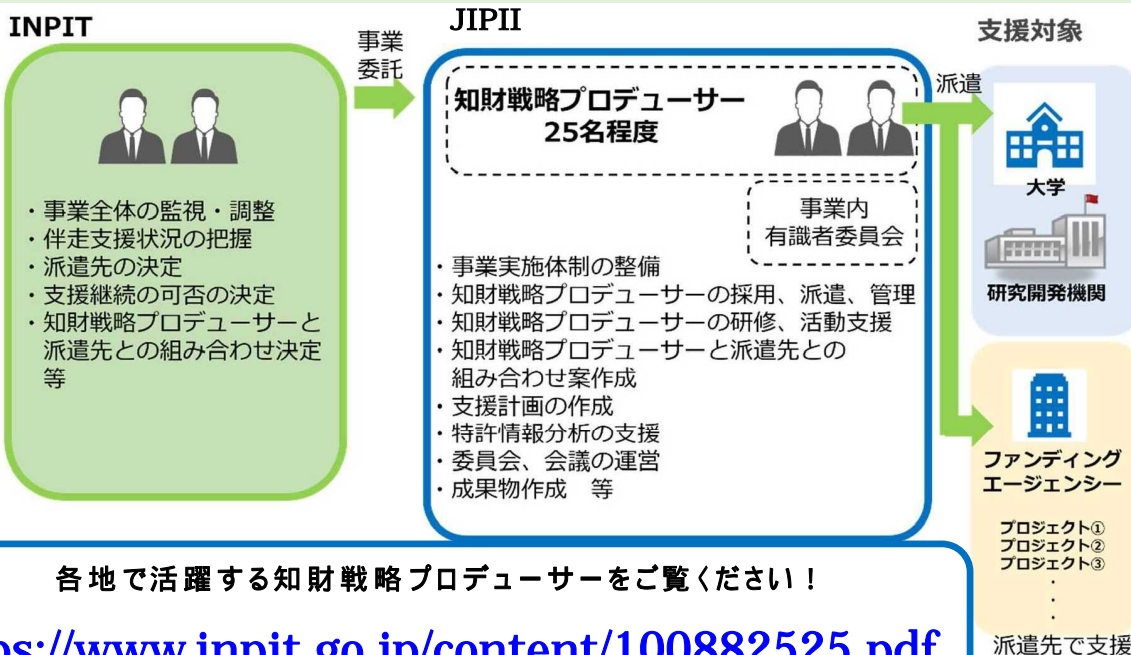 INPIT
・事業全体の監視・調整
・伴走支援状況の把握
・派遣先の決定
・支援継続の可否の決定
・知財戦略プロデューサーと
派遣先との組み合わせ決定
等
事業
委託
JIPII
知財戦略プロデューサー
25名程度
事業内
有識者委員会
・事業実施体制の整備
・知財戦略プロデューサーの採用、派遣、管理
・知財戦略プロデューサーの研修、活動支援
・知財戦略プロデューサーと派遣先との
組み合わせ案作成
・支援計画の作成
・特許情報分析の支援
・委員会、会議の運営
・成果物作成 等
派遣
支援対象
大学
研究開発機関
ファンディング
エージェンシー
プロジェクト①
プロジェクト②
プロジェクト③
・
・
・
派遣先で支援
各地で活躍する知財戦略プロデューサーをご覧ください！
ps://www.inpit.go.jp/content/100882525.pdf